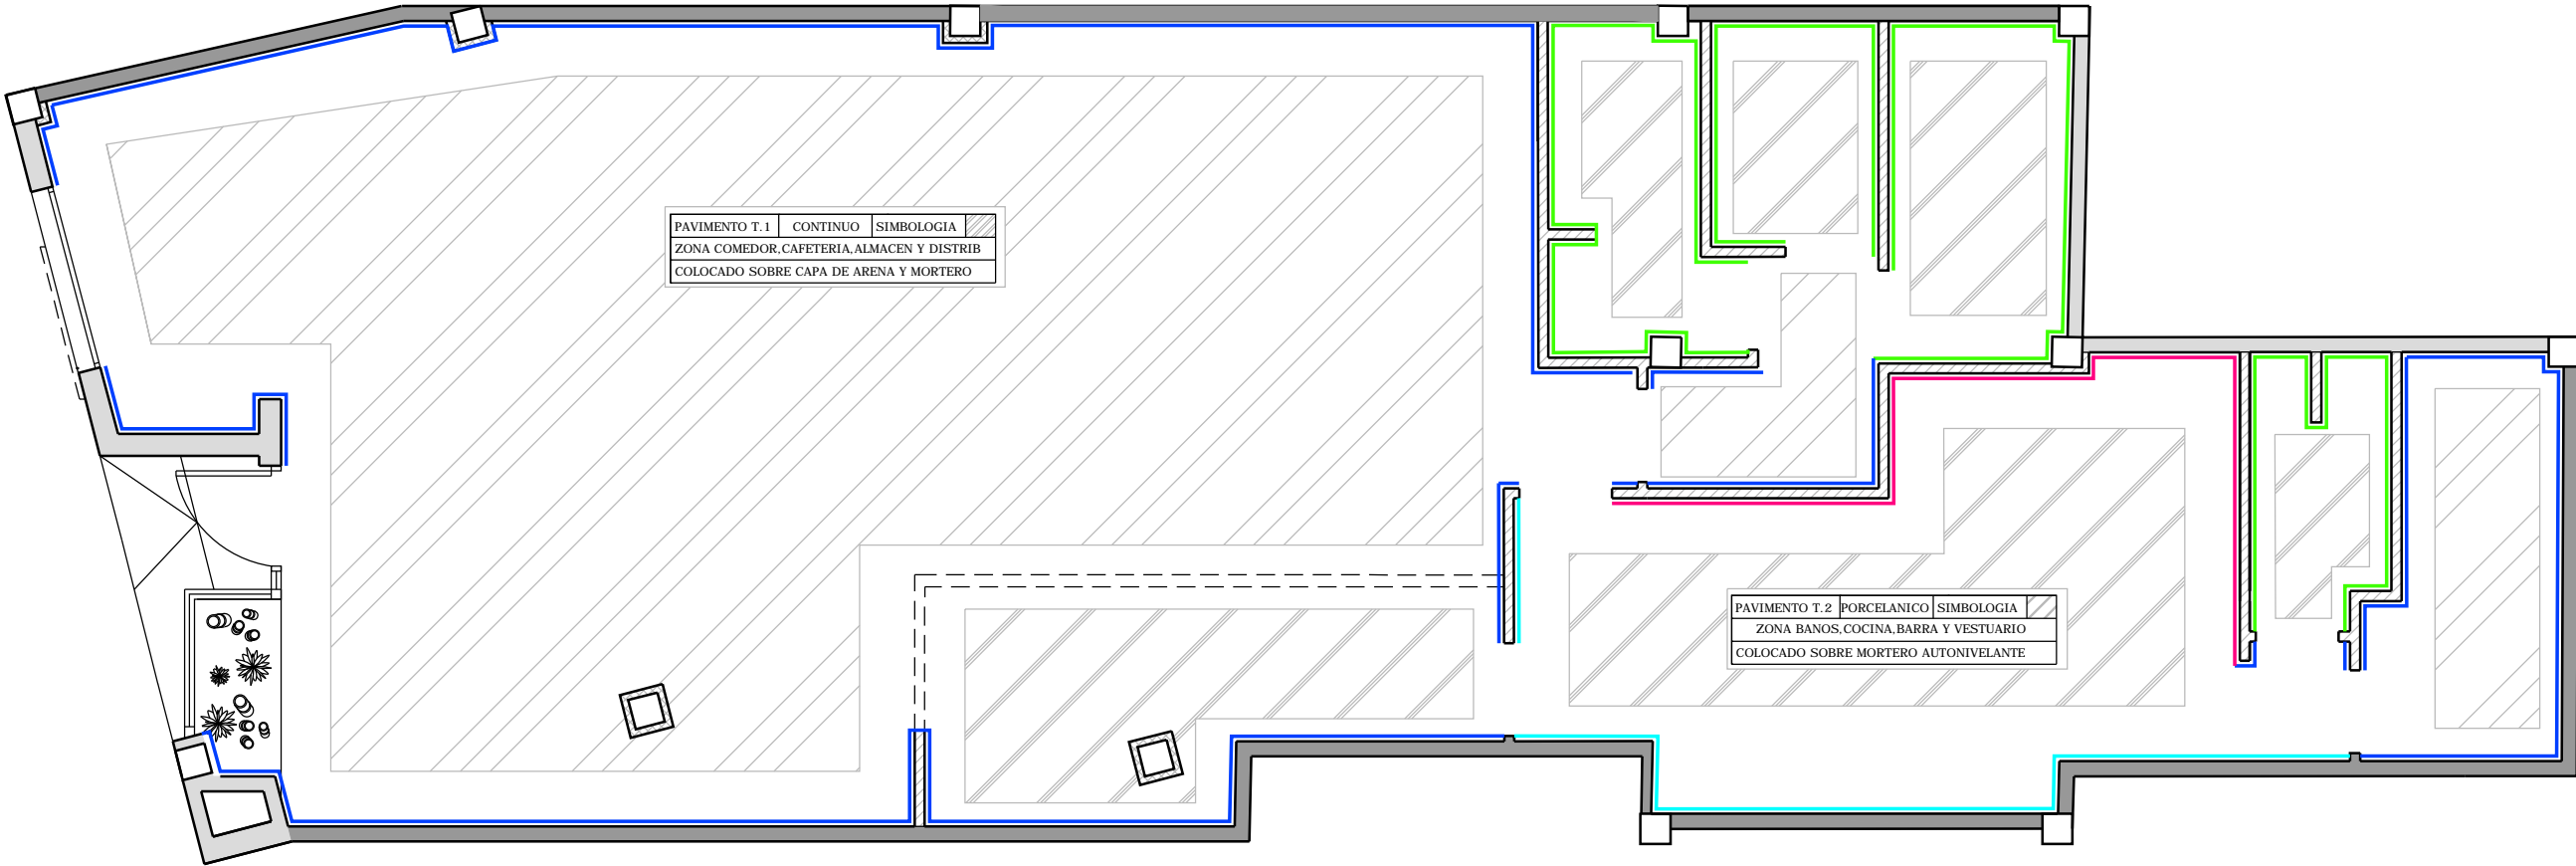 PAVIMENTO T.1 CONTINUO SIMBOLOGIA
ZONA COMEDOR,CAFETERIA,ALMACEN Y DISTRIB
COLOCADO SOBRE CAPA DE ARENA Y MORTERO
PAVIMENTO T.2 PORCELANICO SIMBOLOGIA
ZONA BANOS,COCINA,BARRA Y VESTUARIO
COLOCADO SOBRE MORTERO AUTONIVELANTE